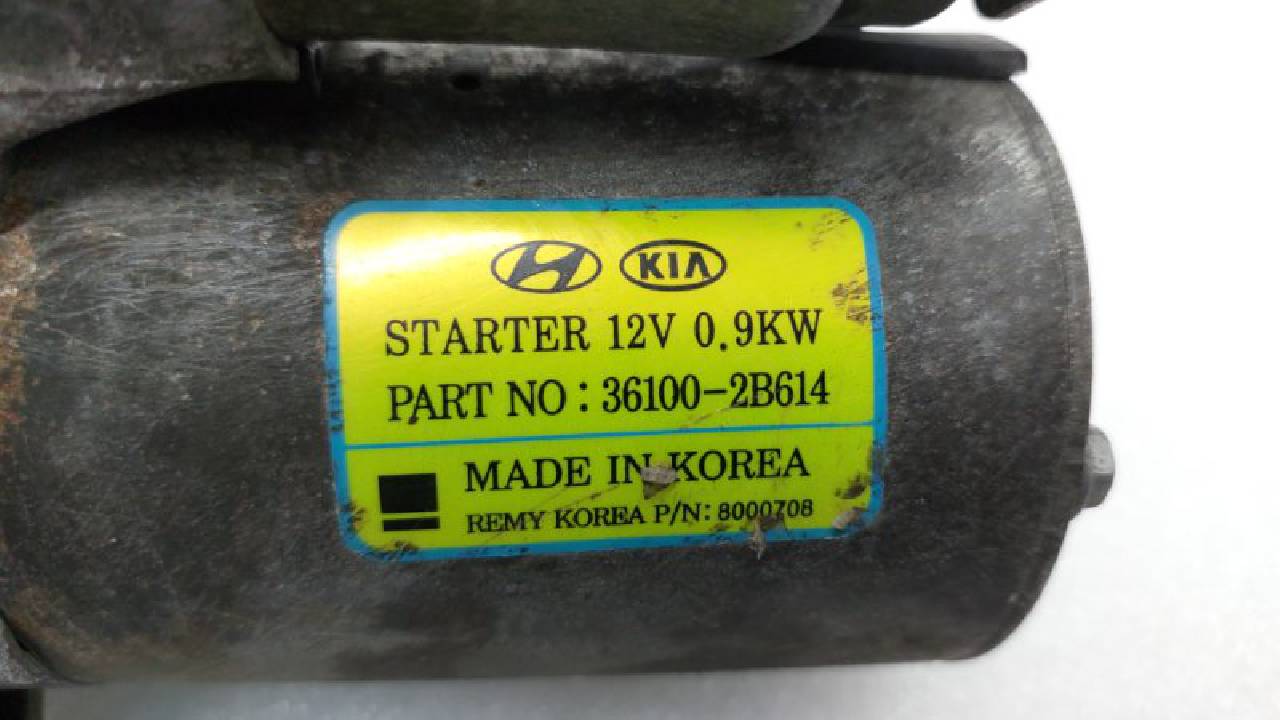 KIA
STARTER 12V 0.9KW
PART NO : 36100-2B614
MADE IN KOREA
REMY KOREA P/N: 8000708